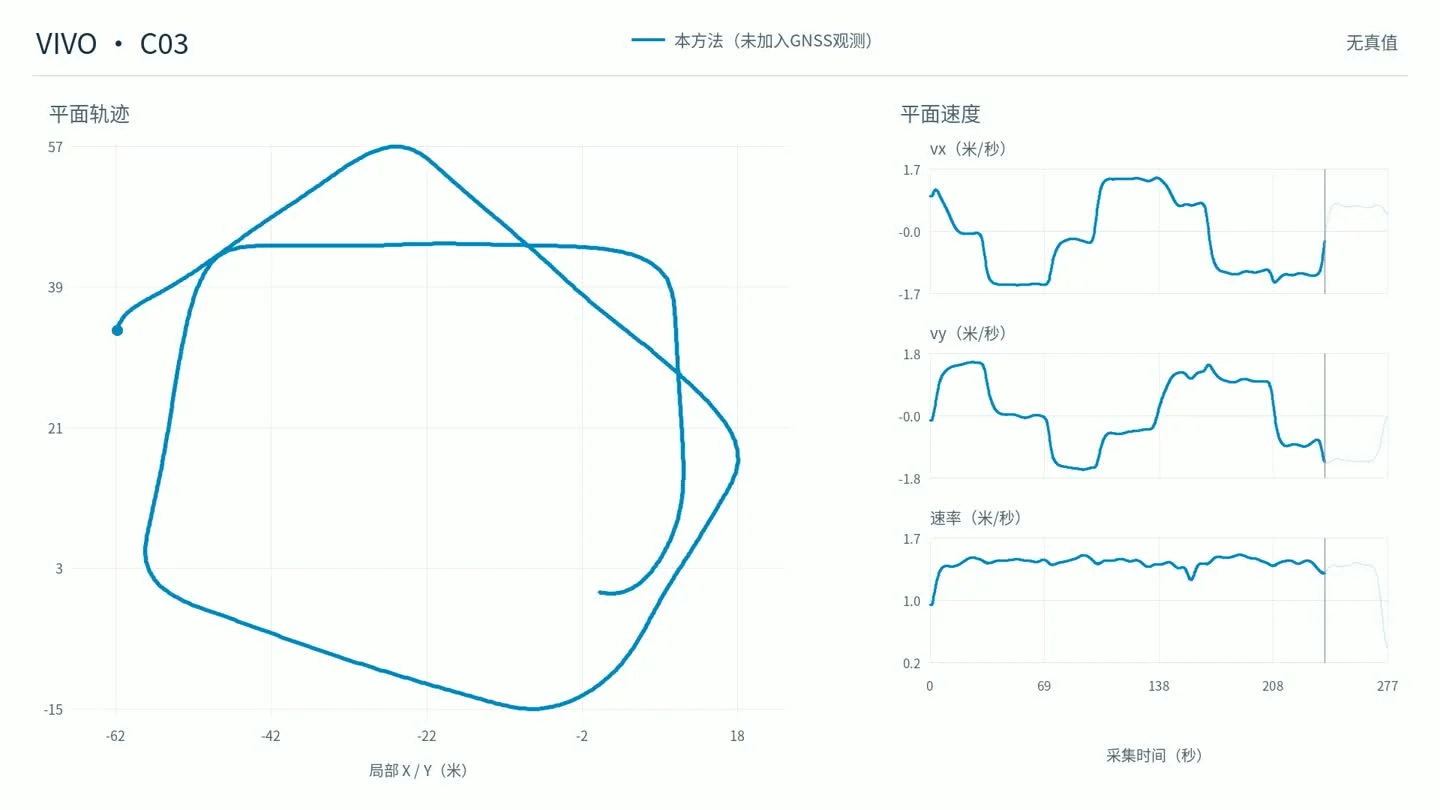 VIVO • C03
本方法（未加入GNSS观测）
无真值
平面轨迹
57
39
21
3
-15
-62 -42 -22 -2 18
局部 X / Y（米）
平面速度
vx（米/秒）
1.7
-0.0
-1.7
vy（米/秒）
1.8
-0.0
-1.8
速率（米/秒）
1.7
1.0
0.2
0 69 138 208 277
采集时间（秒）